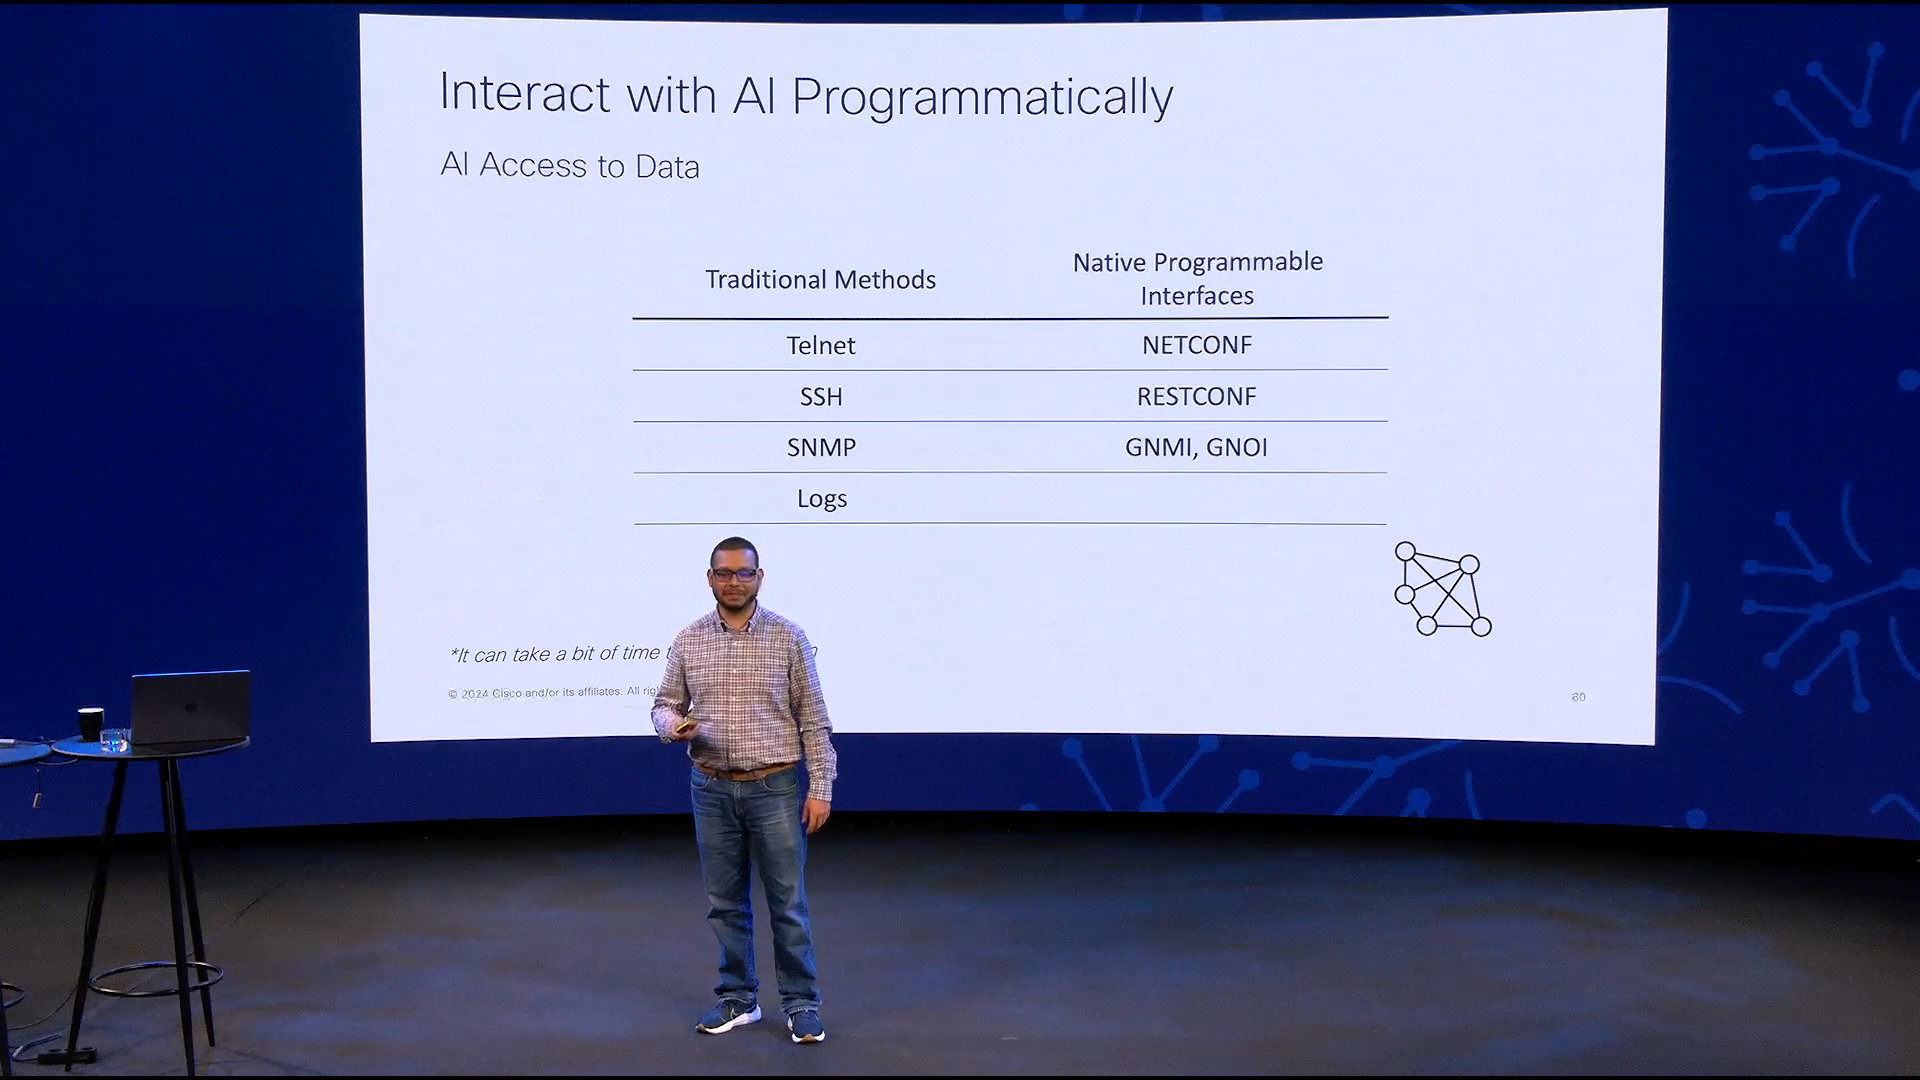 Interact with AI Programmatically
AI Access to Data
Traditional Methods
Native Programmable
Interfaces
Telnet
NETCONF
SSH
RESTCONF
SNMP
GNMI, GNOI
Logs
*It can take a bit of time
© 2024 Cisco and/or its affiliates. All
60